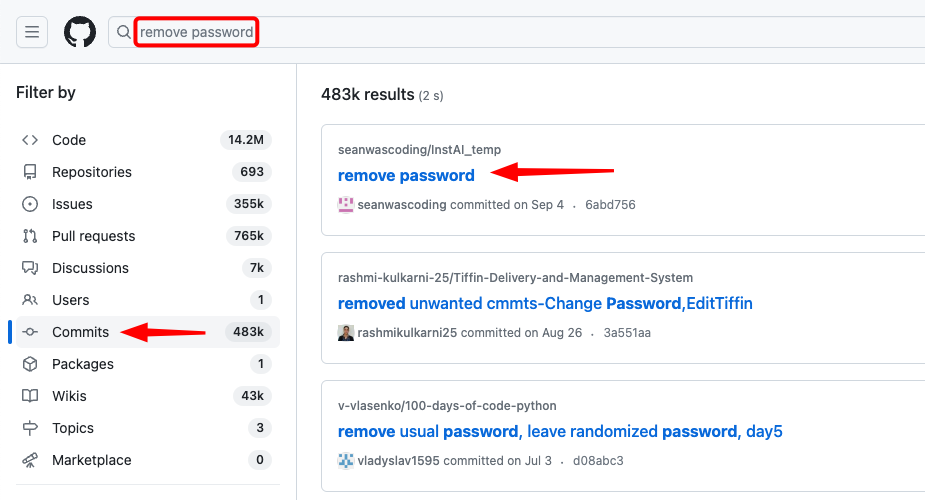 remove password
Filter by
Code 14.2M
Repositories 693
Issues 355k
Pull requests 765k
Discussions 7k
Users 1
Commits 483k
Packages 1
Wikis 43k
Topics 3
Marketplace 0
483k results (2 s)
seanwascoding/InstAI_temp
remove password
seanwascoding committed on Sep 4 · 6abd756
rashmi-kulkarni-25/Tiffin-Delivery-and-Management-System
removed unwanted cmmts-Change Password,EditTiffin
rashmikulkarni25 committed on Aug 26 · 3a551aa
v-vlasenko/100-days-of-code-python
remove usual password, leave randomized password, day5
vladyslav1595 committed on Jul 3 · d08abc3